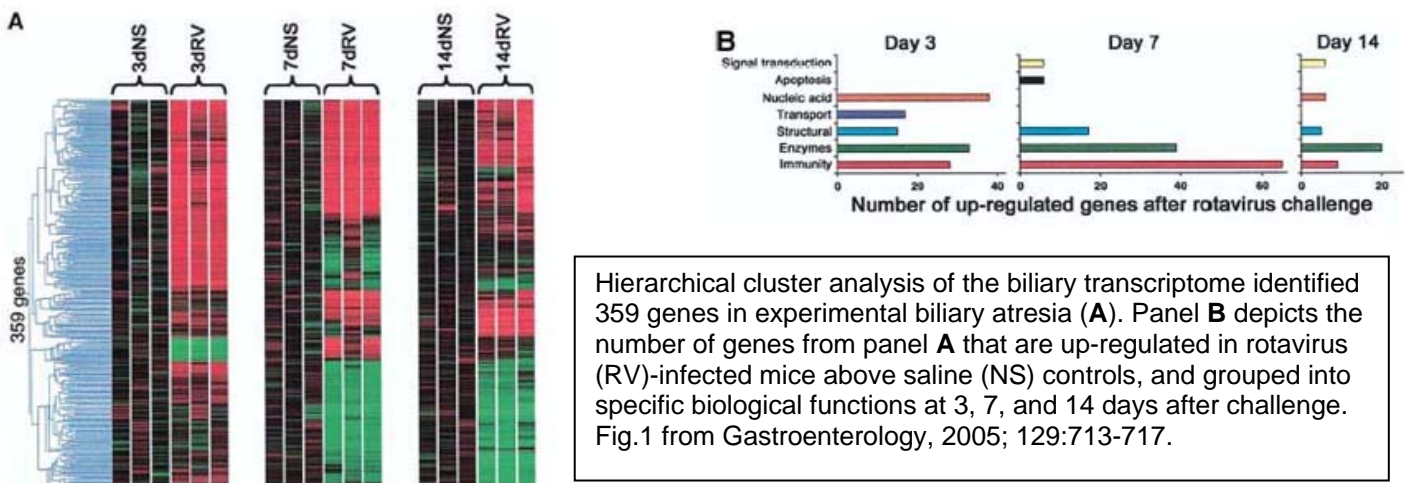 A
3dNS
3dRV
7dNS
7dRV
14dNS
14dRV
359 genes
B
Day 3
Day 7
Day 14
Signal transduction
Apoptosis
Nucleic acid
Transport
Structural
Enzymes
Immunity
0 20 40 0 20 40 60 0 20
Number of up-regulated genes after rotavirus challenge
Hierarchical cluster analysis of the biliary transcriptome identified
359 genes in experimental biliary atresia (A). Panel B depicts the
number of genes from panel A that are up-regulated in rotavirus
(RV)-infected mice above saline (NS) controls, and grouped into
specific biological functions at 3, 7, and 14 days after challenge.
Fig.1 from Gastroenterology, 2005; 129:713-717.